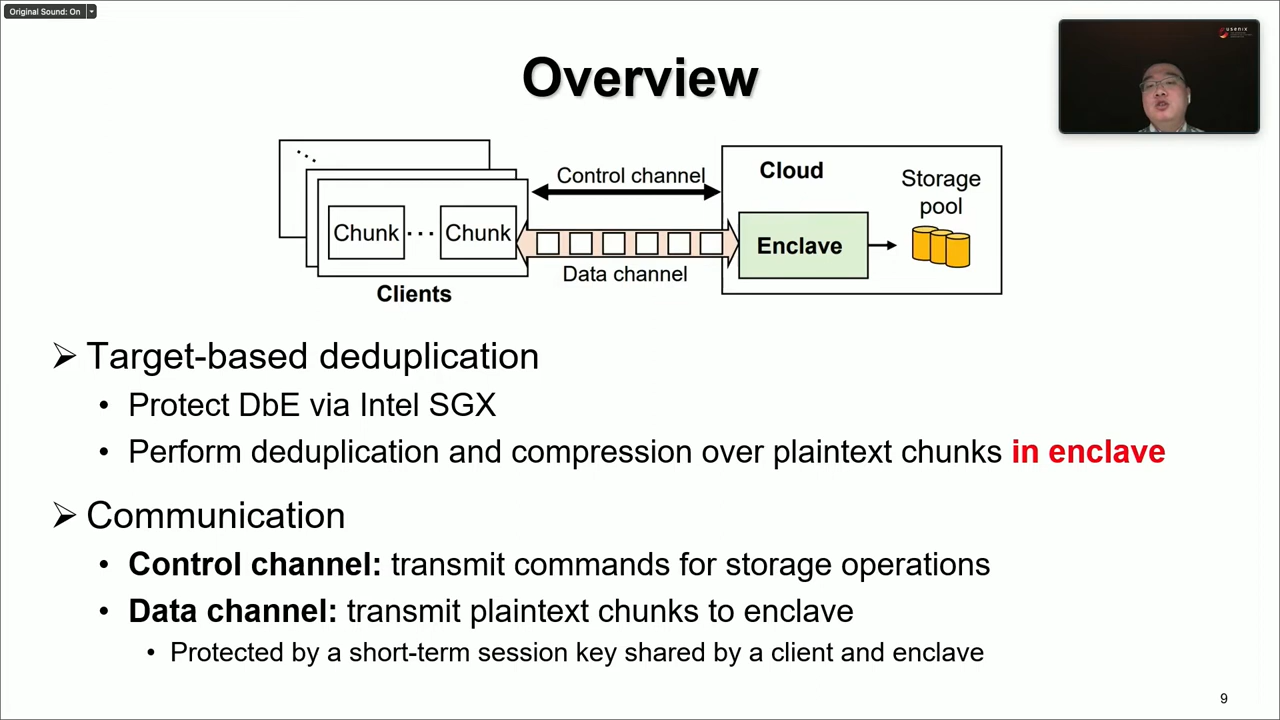 Original Sound: On
usenix
Overview
Control channel
Cloud
Storage
pool
Chunk ··· Chunk
Enclave
Data channel
Clients
➢ Target-based deduplication
• Protect DbE via Intel SGX
• Perform deduplication and compression over plaintext chunks in enclave
➢ Communication
• Control channel: transmit commands for storage operations
• Data channel: transmit plaintext chunks to enclave
• Protected by a short-term session key shared by a client and enclave
9